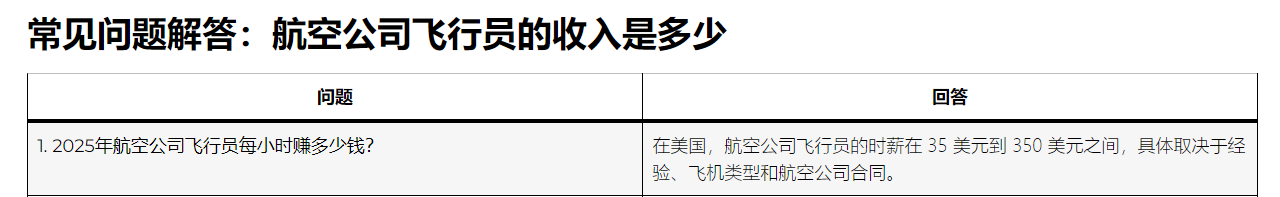 常见问题解答：航空公司飞行员的收入是多少
问题
回答
1. 2025年航空公司飞行员每小时赚多少钱？
在美国，航空公司飞行员的时薪在 35 美元到 350 美元之间，具体取决于经
验、飞机类型和航空公司合同。